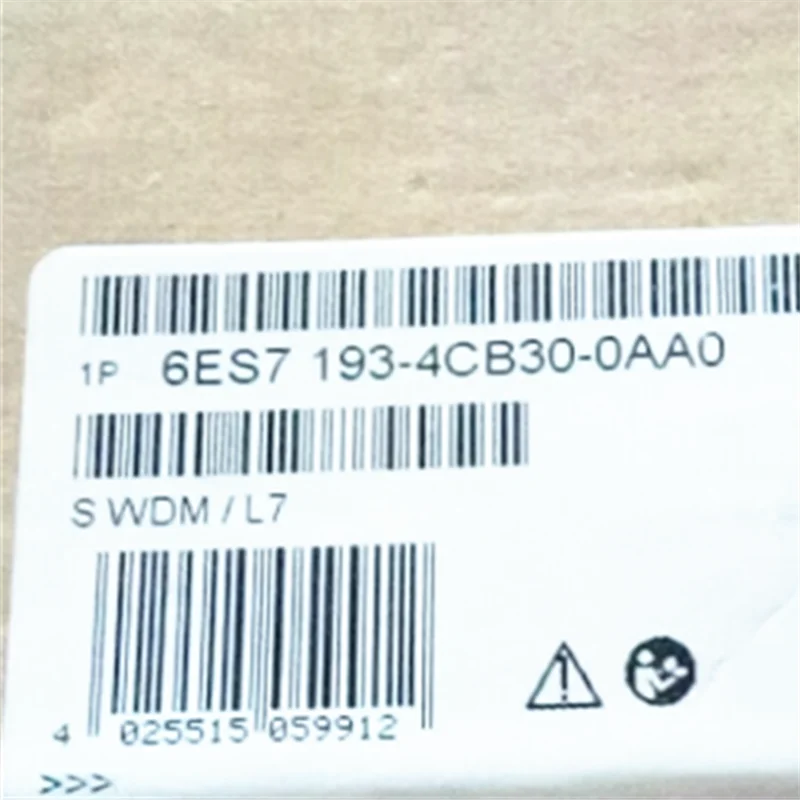 1P 6ES7 193-4CB30-0AA0
S WDM / L7
4 025515 059912
>>>